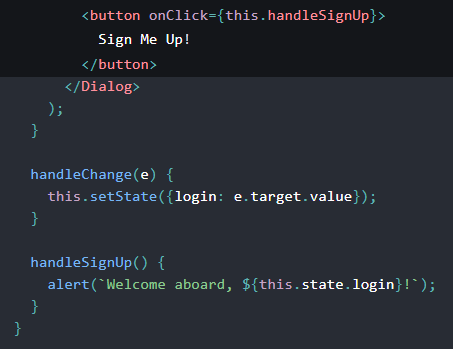 <button onClick={this.handleSignUp}>
Sign Me Up!
</button>
</Dialog>
);
}
handleChange(e) {
this.setState({login: e.target.value});
}
handleSignUp() {
alert(`Welcome aboard, ${this.state.login}!`);
}
}